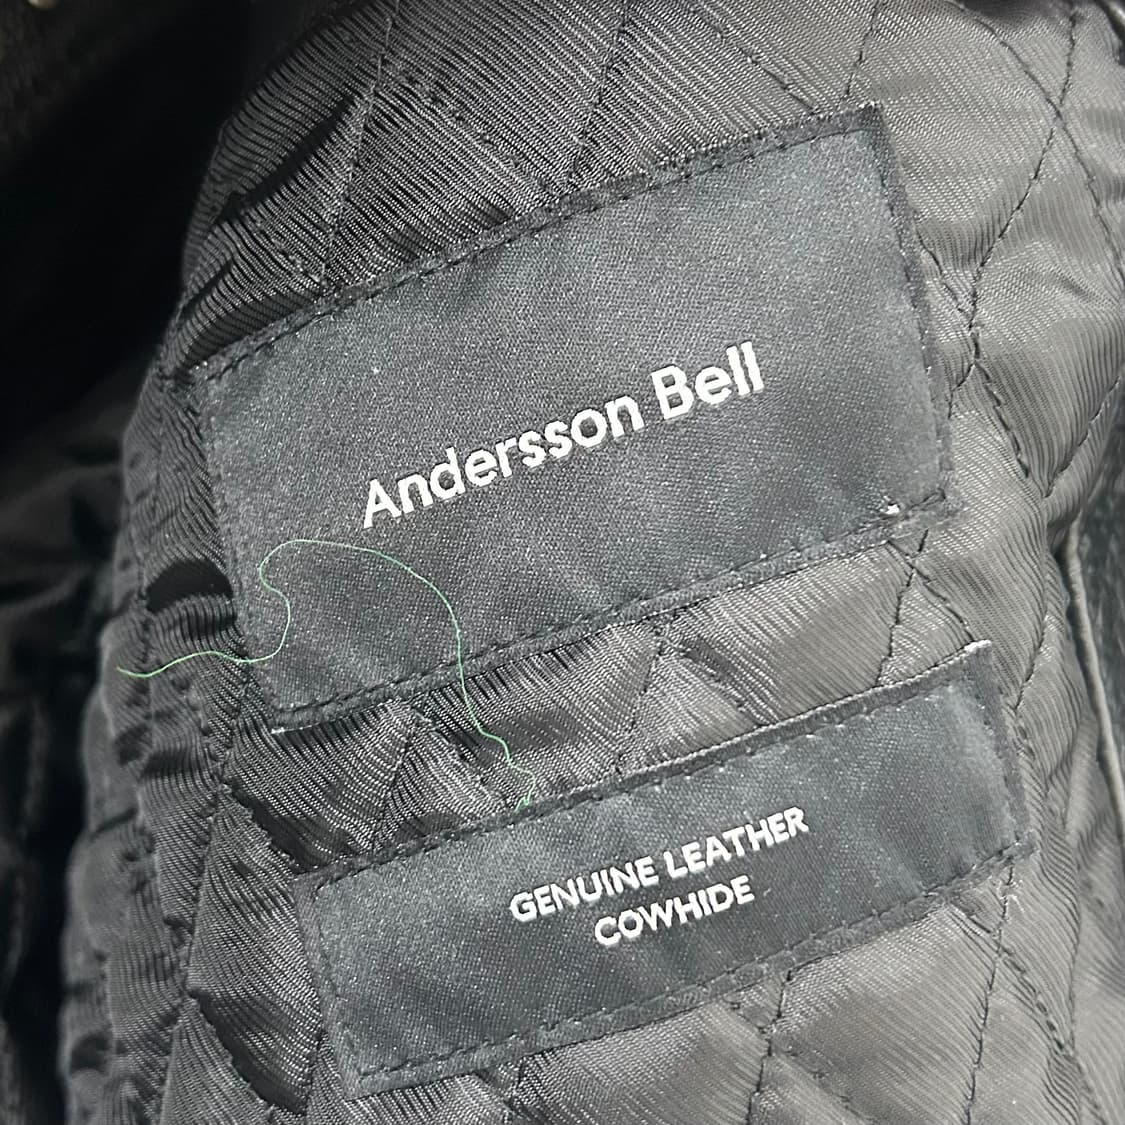 Andersson Bell
GENUINE LEATHER
COWHIDE